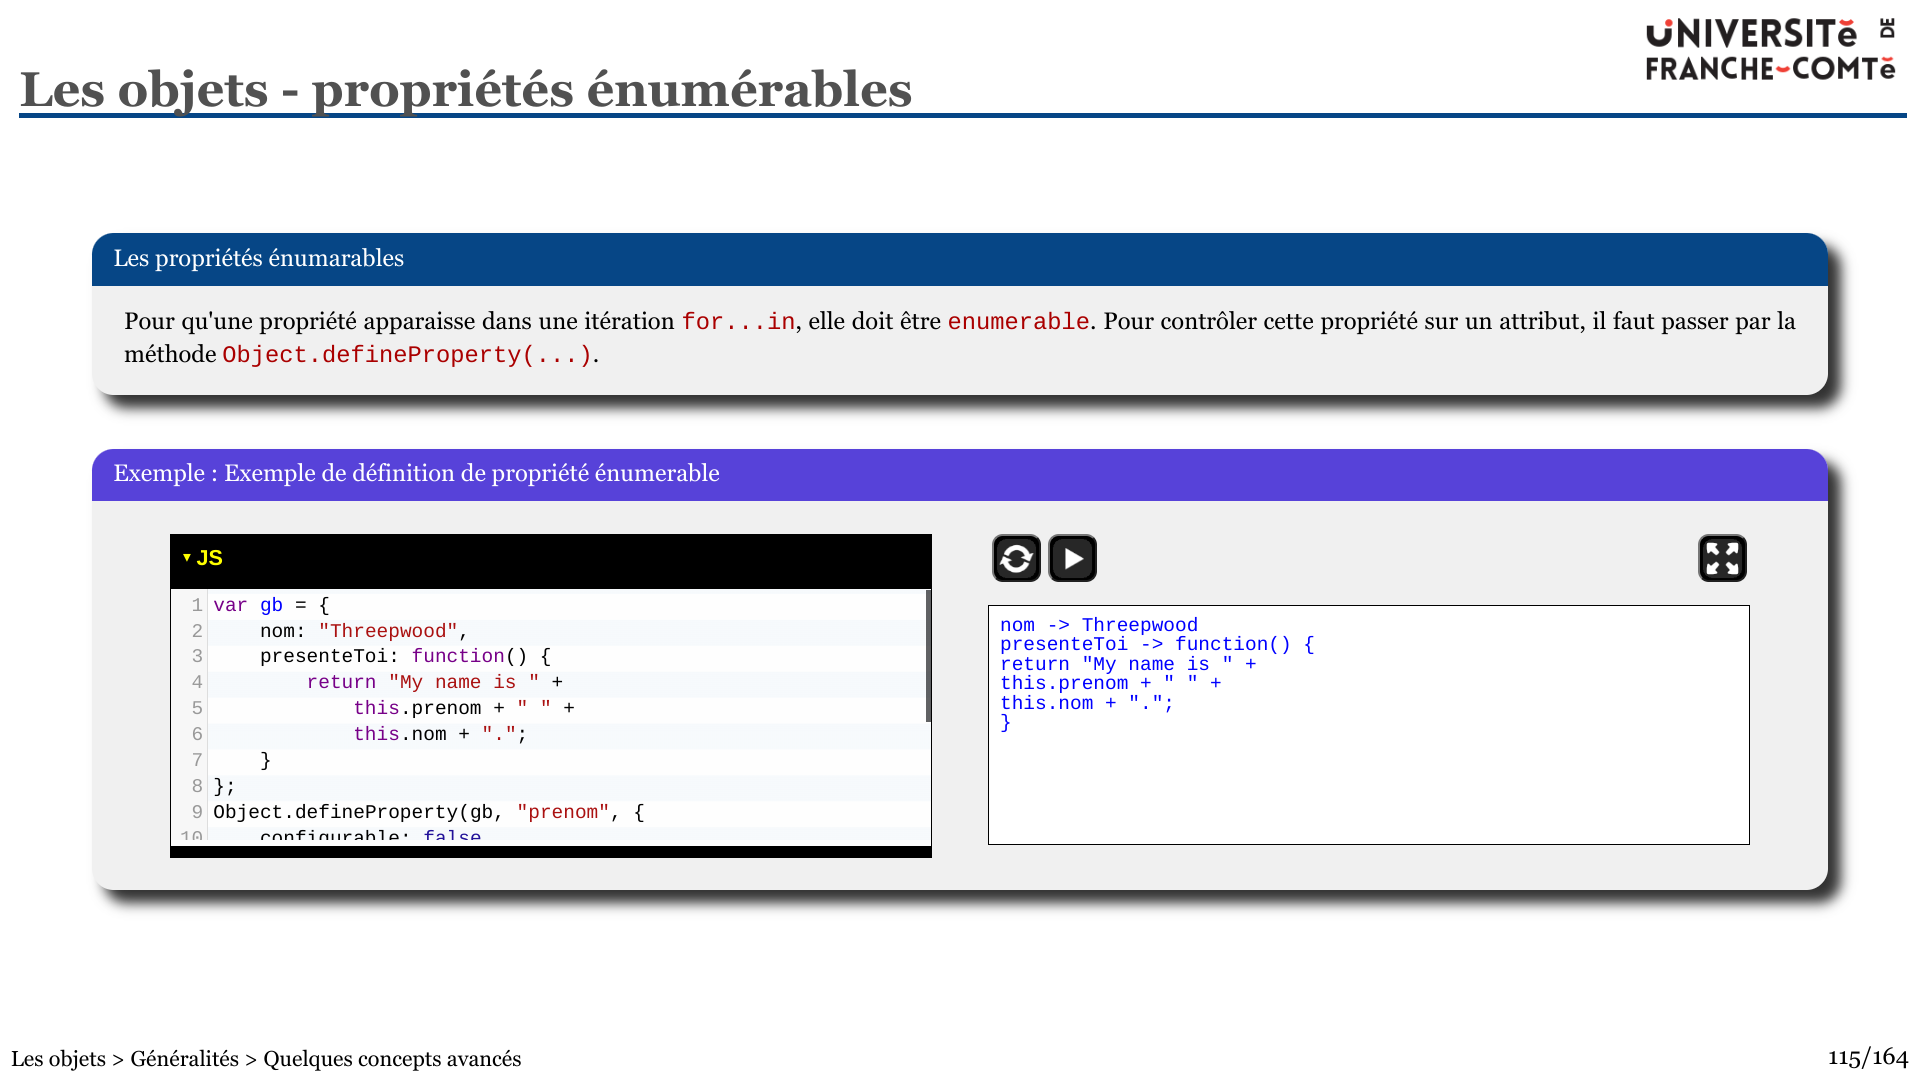 UNIVERSITĕ DE
FRANCHE-COMTĕ
Les objets - propriétés énumérables
Les propriétés énumarables
Pour qu'une propriété apparaisse dans une itération for...in, elle doit être enumerable. Pour contrôler cette propriété sur un attribut, il faut passer par la
méthode Object.defineProperty(...).
Exemple : Exemple de définition de propriété énumerable
▼ JS
1 var gb = {
2     nom: "Threepwood",
3     presenteToi: function() {
4         return "My name is " +
5             this.prenom + " " +
6             this.nom + ".";
7     }
8 };
9 Object.defineProperty(gb, "prenom", {
10     configurable: false
nom -> Threepwood
presenteToi -> function() {
return "My name is " +
this.prenom + " " +
this.nom + ".";
}
Les objets > Généralités > Quelques concepts avancés
115/164